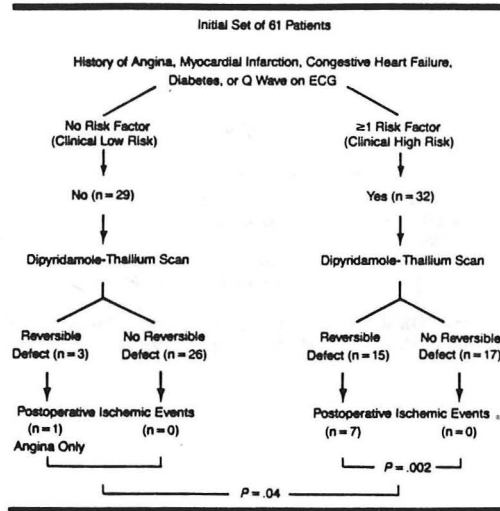 Initial Set of 61 Patients
History of Angina, Myocardial Infarction, Congestive Heart Failure,
Diabetes, or Q Wave on ECG
No Risk Factor
(Clinical Low Risk)
≥1 Risk Factor
(Clinical High Risk)
No (n = 29)
Yes (n = 32)
Dipyridamole-Thallium Scan
Dipyridamole-Thallium Scan
Reversible
Defect (n = 3)
No Reversible
Defect (n = 26)
Reversible
Defect (n = 15)
No Reversible
Defect (n = 17)
Postoperative Ischemic Events
(n = 1)
Angina Only
(n = 0)
Postoperative Ischemic Events
(n = 7)
(n = 0)
P = .002
P = .04